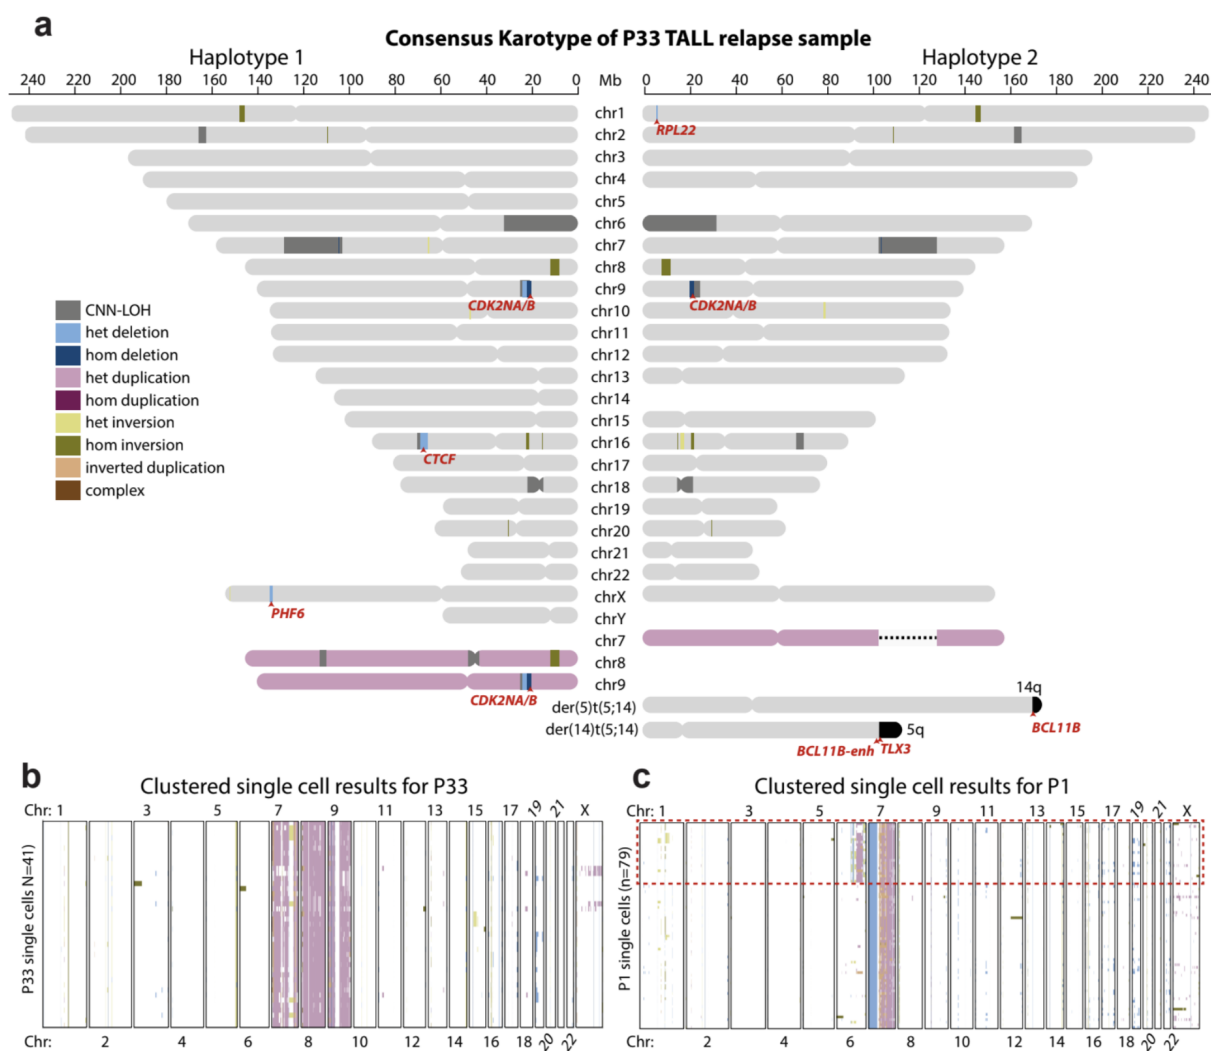 a
Consensus Karotype of P33 TALL relapse sample
Haplotype 1
Haplotype 2
240 220 200 180 160 140 120 100 80 60 40 20 0 Mb 0 20 40 60 80 100 120 140 160 180 200 220 240
chr1
RPL22
chr2
chr3
chr4
chr5
chr6
chr7
chr8
chr9
CDK2NA/B
CDK2NA/B
chr10
chr11
chr12
chr13
chr14
chr15
chr16
CTCF
chr17
chr18
chr19
chr20
chr21
chr22
chrX
PHF6
chrY
chr7
chr8
chr9
CDK2NA/B
14q
der(5)t(5;14)
BCL11B
der(14)t(5;14)
5q
BCL11B-enh TLX3
CNN-LOH
het deletion
hom deletion
het duplication
hom duplication
het inversion
hom inversion
inverted duplication
complex
b
Clustered single cell results for P33
Chr: 1 3 5 7 9 11 13 15 17 19 21 X
P33 single cells N=41)
Chr: 2 4 6 8 10 12 14 16 18 20 22
c
Clustered single cell results for P1
Chr: 1 3 5 7 9 11 13 15 17 19 21 X
P1 single cells (n=79)
Chr: 2 4 6 8 10 12 14 16 18 20 22